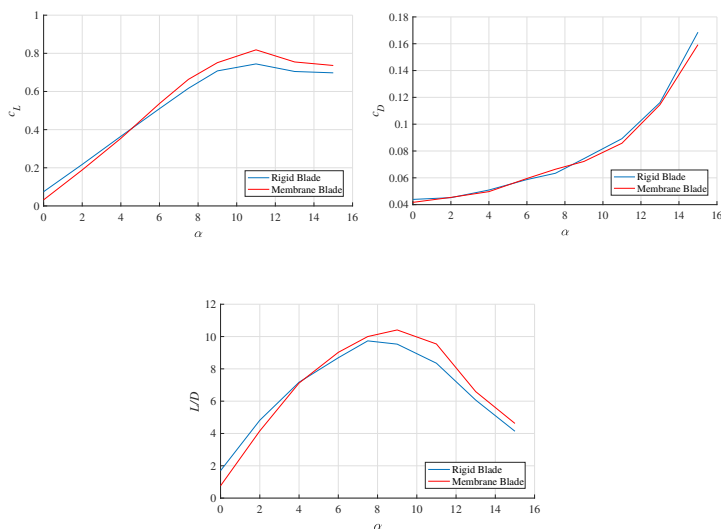 1
0.8
0.6
0.4
0.2
0
c_L
0 2 4 6 8 10 12 14 16
α
Rigid Blade
Membrane Blade
0.18
0.16
0.14
0.12
0.1
0.08
0.06
0.04
c_D
0 2 4 6 8 10 12 14 16
α
Rigid Blade
Membrane Blade
12
10
8
6
4
2
0
L/D
0 2 4 6 8 10 12 14 16
α
Rigid Blade
Membrane Blade